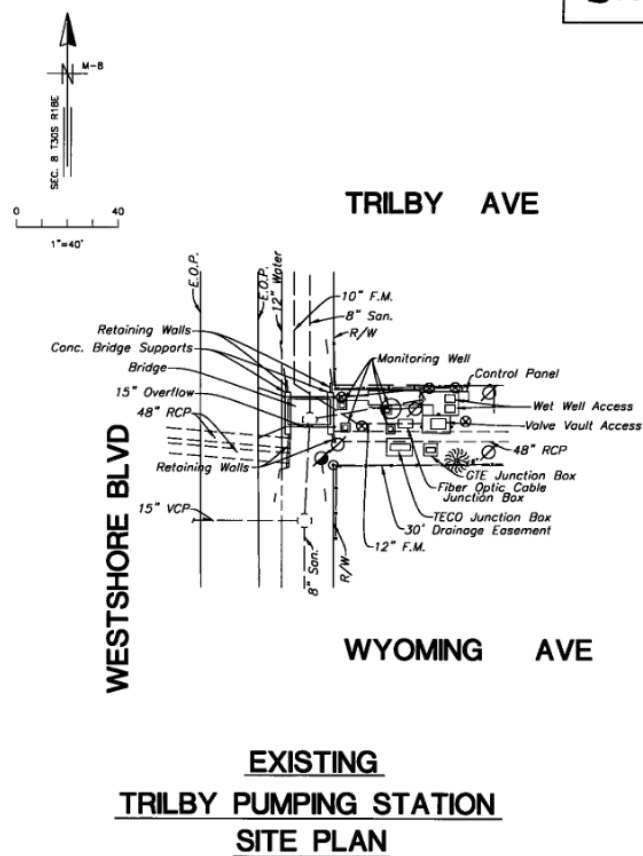 M-8
SEC. 8 T30S R18E
0 40
1"=40'
TRILBY AVE
E.O.P.
E.O.P.
12" Water
10" F.M.
8" San.
R/W
Retaining Walls
Conc. Bridge Supports
Bridge
15" Overflow
48" RCP
Monitoring Well
Control Panel
Wet Well Access
Valve Vault Access
Retaining Walls
48" RCP
GTE Junction Box
Fiber Optic Cable
Junction Box
TECO Junction Box
30' Drainage Easement
15" VCP
12" F.M.
8" San.
R/W
WESTSHORE BLVD
WYOMING AVE
EXISTING
TRILBY PUMPING STATION
SITE PLAN